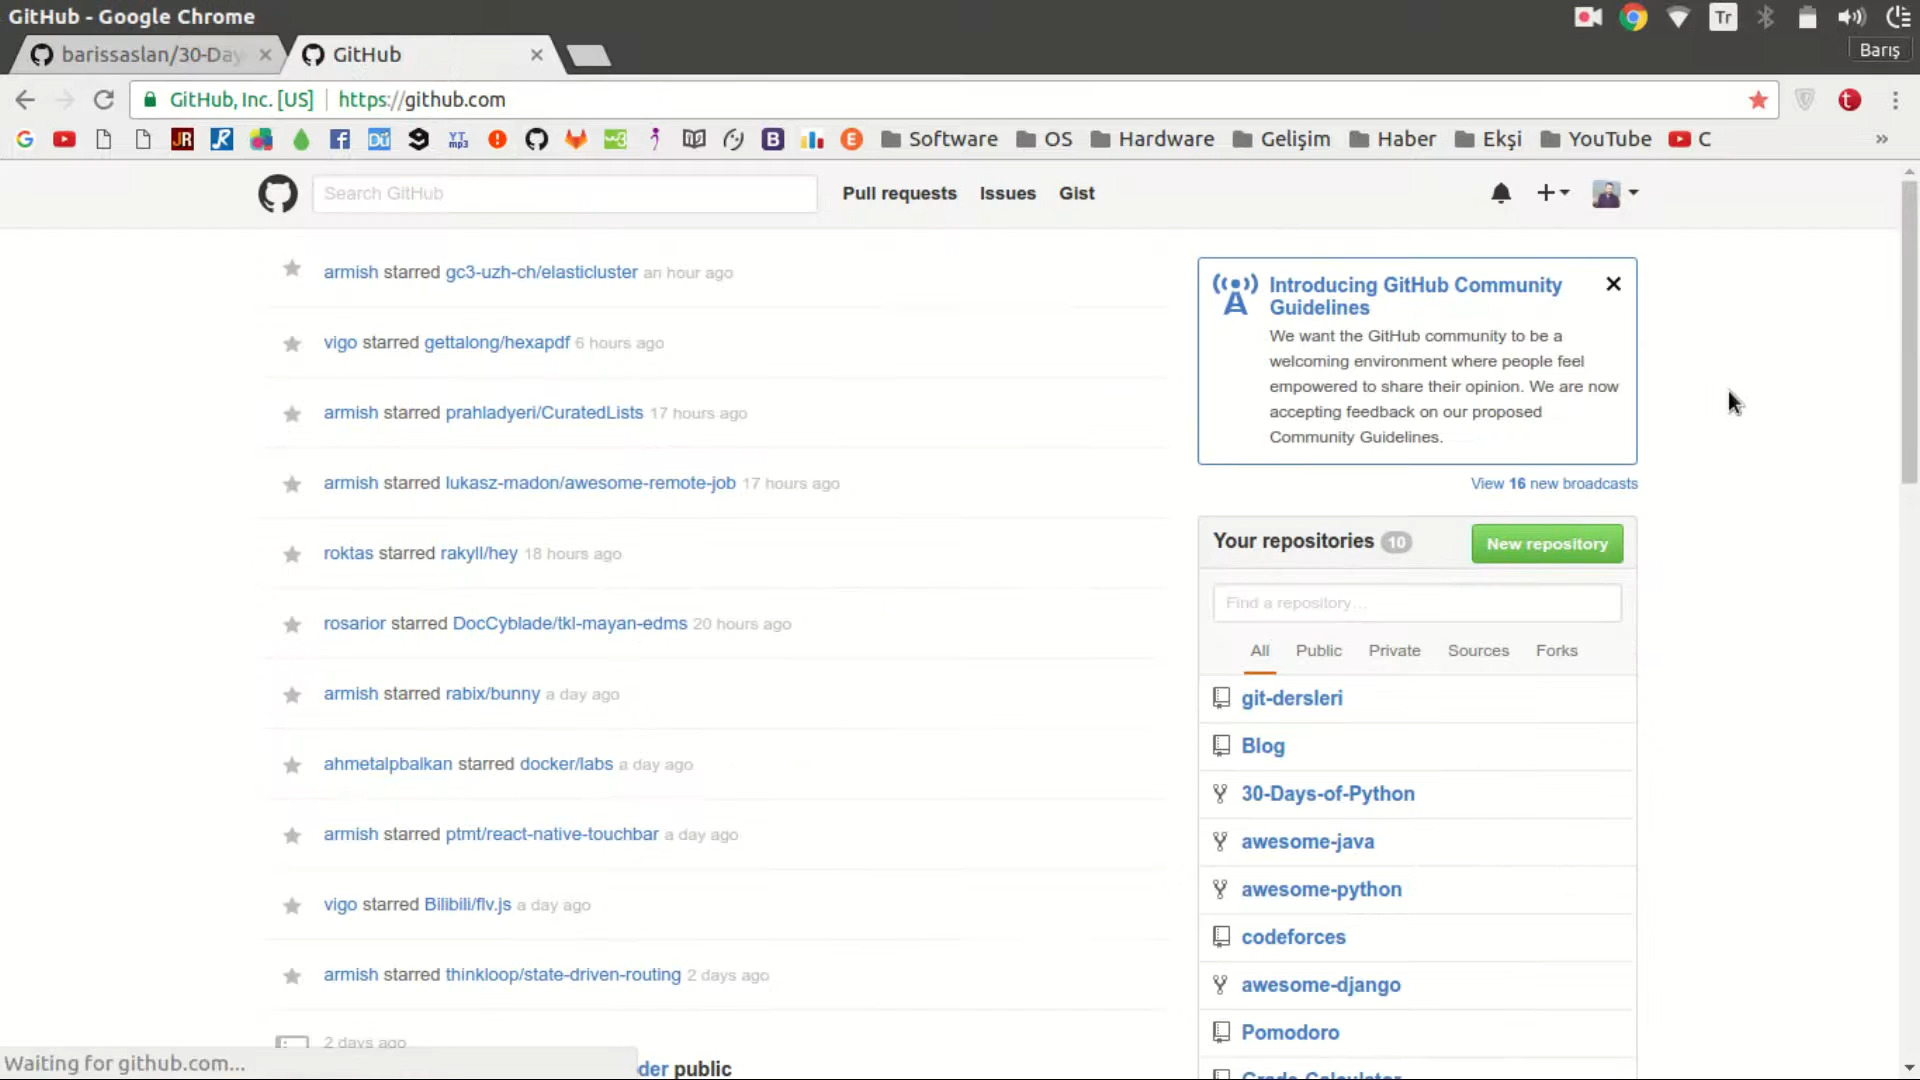 GitHub - Google Chrome
Tr
Barış
barissaslan/30-Day
GitHub
GitHub, Inc. [US]
https://github.com
t
G
JR
R
Dü
9
YT
mp3
w3
B
E
Software
OS
Hardware
Gelişim
Haber
Ekşi
YouTube
C
»
Search GitHub
Pull requests
Issues
Gist
armish starred gc3-uzh-ch/elasticluster an hour ago
vigo starred gettalong/hexapdf 6 hours ago
armish starred prahladyeri/CuratedLists 17 hours ago
armish starred lukasz-madon/awesome-remote-job 17 hours ago
roktas starred rakyll/hey 18 hours ago
rosarior starred DocCyblade/tkl-mayan-edms 20 hours ago
armish starred rabix/bunny a day ago
ahmetalpbalkan starred docker/labs a day ago
armish starred ptmt/react-native-touchbar a day ago
vigo starred Bilibili/flv.js a day ago
armish starred thinkloop/state-driven-routing 2 days ago
2 days ago
der public
Introducing GitHub Community
Guidelines
We want the GitHub community to be a
welcoming environment where people feel
empowered to share their opinion. We are now
accepting feedback on our proposed
Community Guidelines.
View 16 new broadcasts
Your repositories 10
New repository
Find a repository…
All
Public
Private
Sources
Forks
git-dersleri
Blog
30-Days-of-Python
awesome-java
awesome-python
codeforces
awesome-django
Pomodoro
Grade-Calculator
Waiting for github.com...